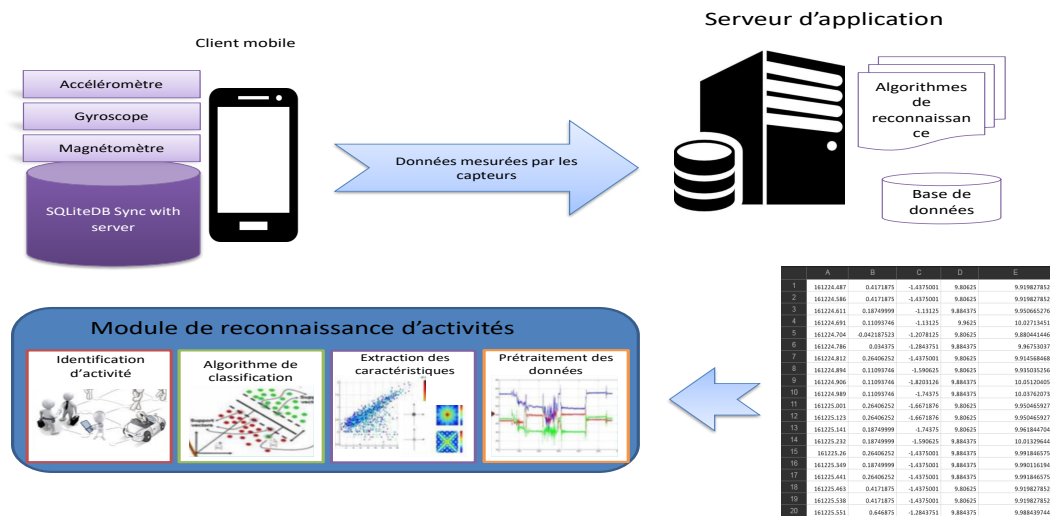 Serveur d'application
Client mobile
Accéléromètre
Gyroscope
Magnétomètre
SQLiteDB Sync with
server
Données mesurées par les
capteurs
Algorithmes
de
reconnaissan
ce
Base de
données
A B C D E
1 161224.487 0.4171875 -1.4375001 9.80625 9.919827852
2 161224.586 0.4171875 -1.4375001 9.80625 9.919827852
3 161224.611 0.18749999 -1.13125 9.884375 9.950665276
4 161224.691 0.11093746 -1.13125 9.9625 10.02713451
5 161224.704 -0.042187523 -1.2078125 9.80625 9.880441446
6 161224.786 0.034375 -1.2843751 9.884375 9.96753037
7 161224.812 0.26406252 -1.4375001 9.80625 9.914568468
8 161224.894 0.11093746 -1.590625 9.80625 9.935035256
9 161224.906 0.11093746 -1.8203126 9.884375 10.05120405
10 161224.989 0.11093746 -1.74375 9.884375 10.03762073
11 161225.001 0.26406252 -1.6671876 9.80625 9.950465927
12 161225.123 0.26406252 -1.6671876 9.80625 9.950465927
13 161225.141 0.18749999 -1.74375 9.80625 9.961844704
14 161225.232 0.18749999 -1.590625 9.884375 10.01329644
15 161225.26 0.26406252 -1.4375001 9.884375 9.991846575
16 161225.349 0.18749999 -1.4375001 9.884375 9.990116194
17 161225.441 0.26406252 -1.4375001 9.884375 9.991846575
18 161225.463 0.4171875 -1.4375001 9.80625 9.919827852
19 161225.538 0.4171875 -1.4375001 9.80625 9.919827852
20 161225.551 0.646875 -1.2843751 9.884375 9.988439744
Module de reconnaissance d'activités
Identification
d'activité
Algorithme de
classification
Extraction des
caractéristiques
Prétraitement des
données